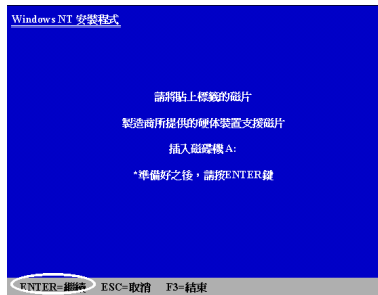 Windows NT 安裝程式
請將貼上標籤的磁片
製造商所提供的硬体裝置支援磁片
插入磁碟機 A:
*準備好之後，請按ENTER鍵
ENTER=繼續 ESC=取消 F3=結束